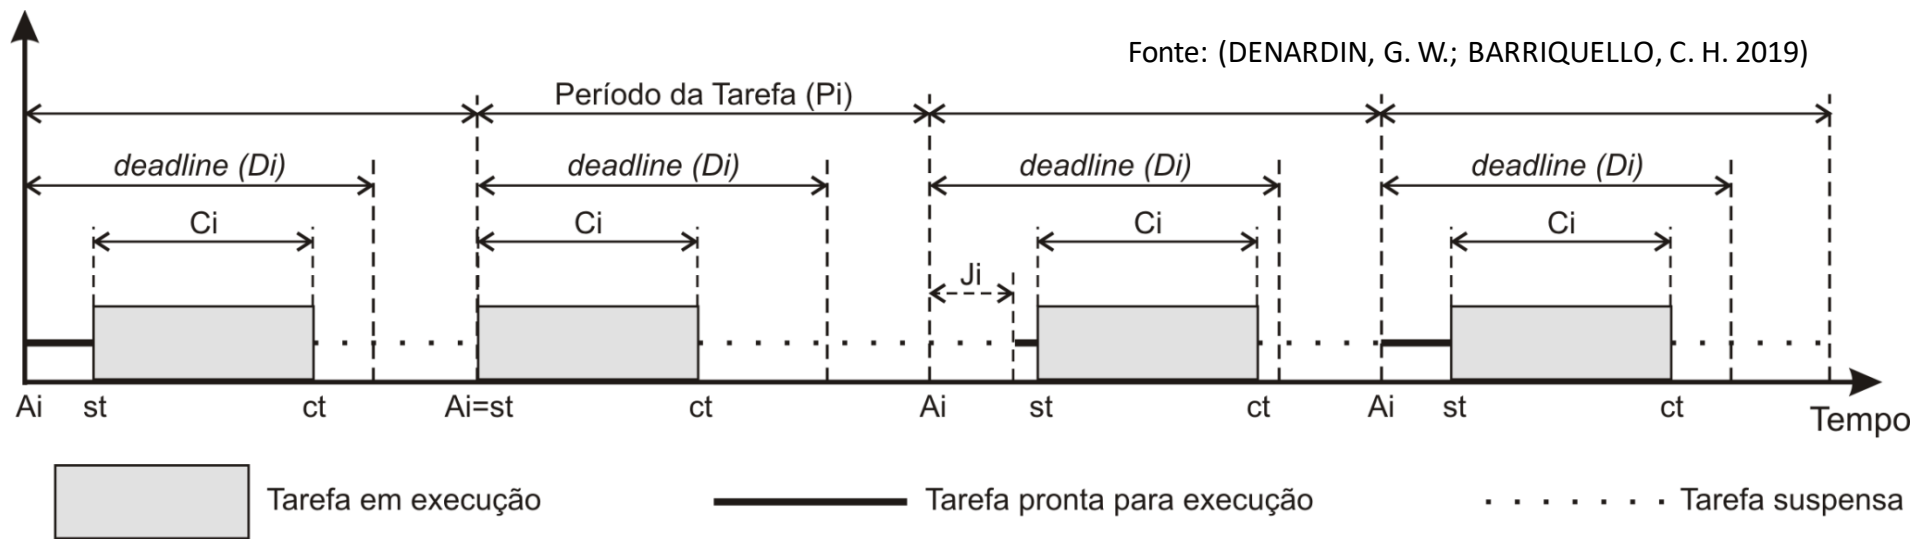 Fonte: (DENARDIN, G. W.; BARRIQUELLO, C. H. 2019)
Período da Tarefa (Pi)
deadline (Di) deadline (Di) deadline (Di) deadline (Di)
Ci Ci Ci Ci
Ji
Ai st ct Ai=st ct Ai st ct Ai st ct
Tempo
Tarefa em execução Tarefa pronta para execução Tarefa suspensa